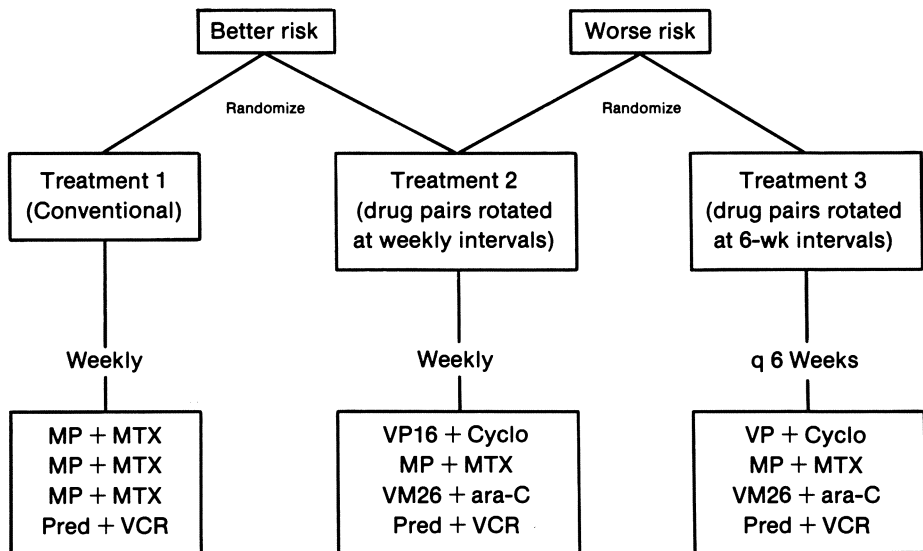 Better risk
Worse risk
Randomize
Randomize
Treatment 1
(Conventional)
Treatment 2
(drug pairs rotated
at weekly intervals)
Treatment 3
(drug pairs rotated
at 6-wk intervals)
Weekly
Weekly
q 6 Weeks
MP + MTX
MP + MTX
MP + MTX
Pred + VCR
VP16 + Cyclo
MP + MTX
VM26 + ara-C
Pred + VCR
VP + Cyclo
MP + MTX
VM26 + ara-C
Pred + VCR